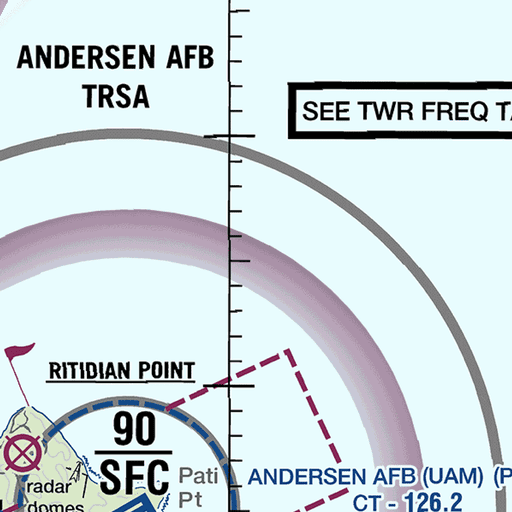 ANDERSEN AFB
TRSA
SEE TWR FREQ
RITIDIAN POINT
90
SFC
radar
domes
Pati
Pt
ANDERSEN AFB (UAM)
CT - 126.2